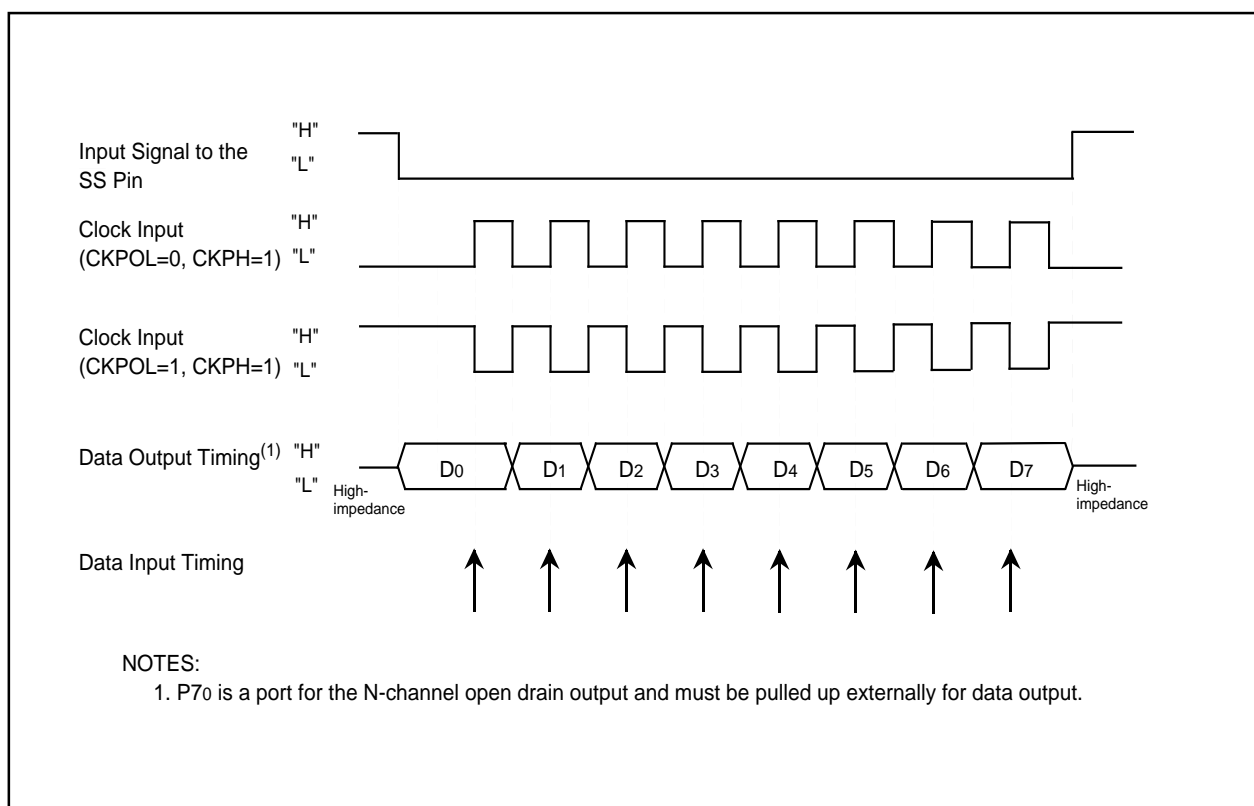 Input Signal to the
SS Pin
"H"
"L"
Clock Input
(CKPOL=0, CKPH=1)
"H"
"L"
Clock Input
(CKPOL=1, CKPH=1)
"H"
"L"
Data Output Timing(1)
"H"
"L"
High-
impedance
D0 D1 D2 D3 D4 D5 D6 D7
High-
impedance
Data Input Timing
NOTES:
1. P70 is a port for the N-channel open drain output and must be pulled up externally for data output.